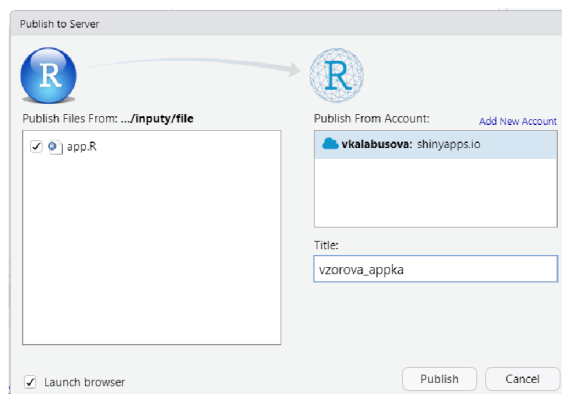 Publish to Server
R
R
Publish Files From: .../inputy/file
Publish From Account:
Add New Account
app.R
vkalabusova: shinyapps.io
Title:
vzorova_appka
Launch browser
Publish
Cancel